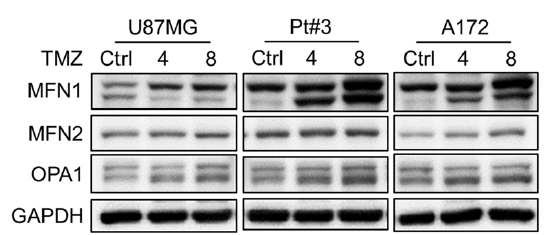 U87MG Pt#3 A172
TMZ Ctrl 4 8 Ctrl 4 8 Ctrl 4 8
MFN1
MFN2
OPA1
GAPDH